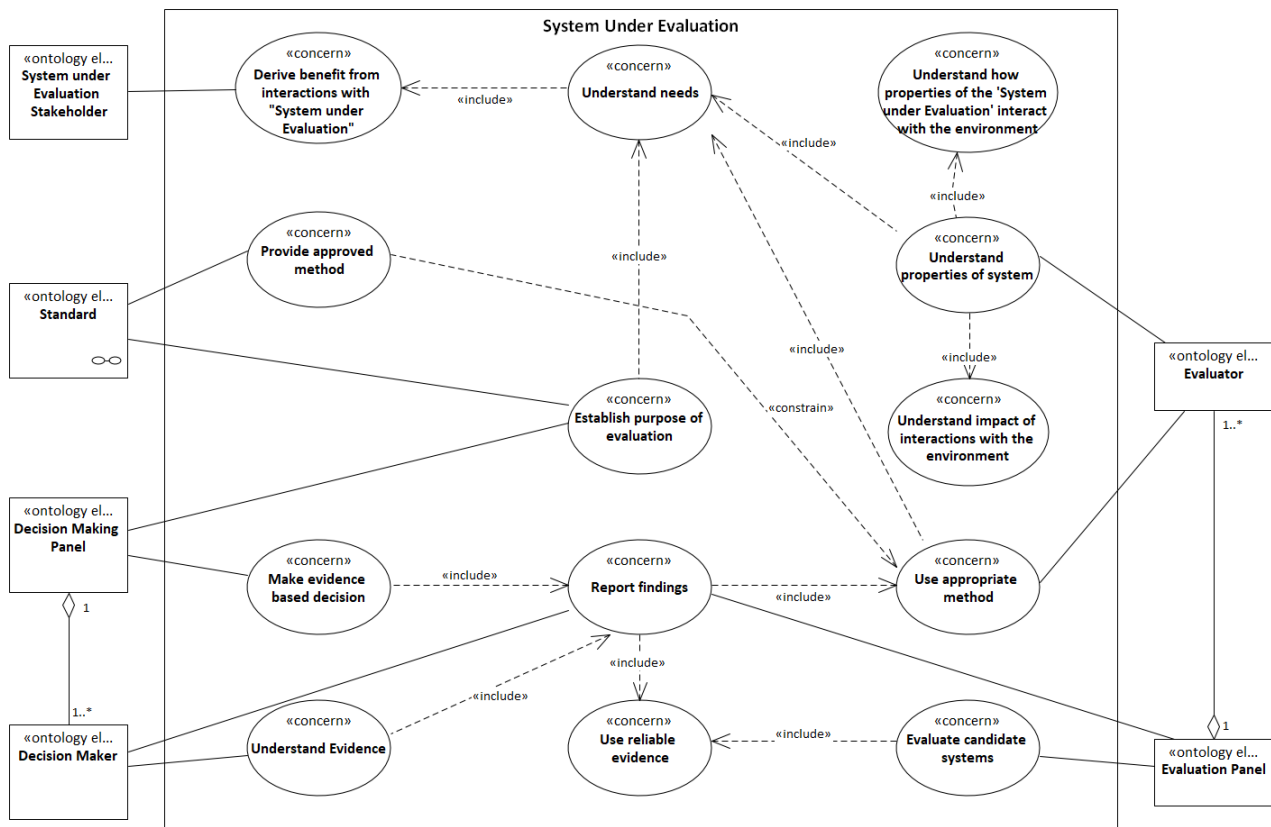 System Under Evaluation
«ontology el...
System under
Evaluation
Stakeholder
«concern»
Derive benefit from
interactions with
"System under
Evaluation"
«include»
«concern»
Understand needs
«concern»
Understand how
properties of the 'System
under Evaluation' interact
with the environment
«include»
«include»
«concern»
Provide approved
method
«include»
«concern»
Understand
properties of system
«ontology el...
Standard
«include»
«include»
«ontology el...
Evaluator
1..*
«concern»
Establish purpose of
evaluation
«constrain»
«concern»
Understand impact of
interactions with the
environment
«ontology el...
Decision Making
Panel
1
«concern»
Make evidence
based decision
«include»
«concern»
Report findings
«include»
«concern»
Use appropriate
method
«include»
«include»
1..*
«ontology el...
Decision Maker
«concern»
Understand Evidence
«concern»
Use reliable
evidence
«include»
«concern»
Evaluate candidate
systems
1
«ontology el...
Evaluation Panel